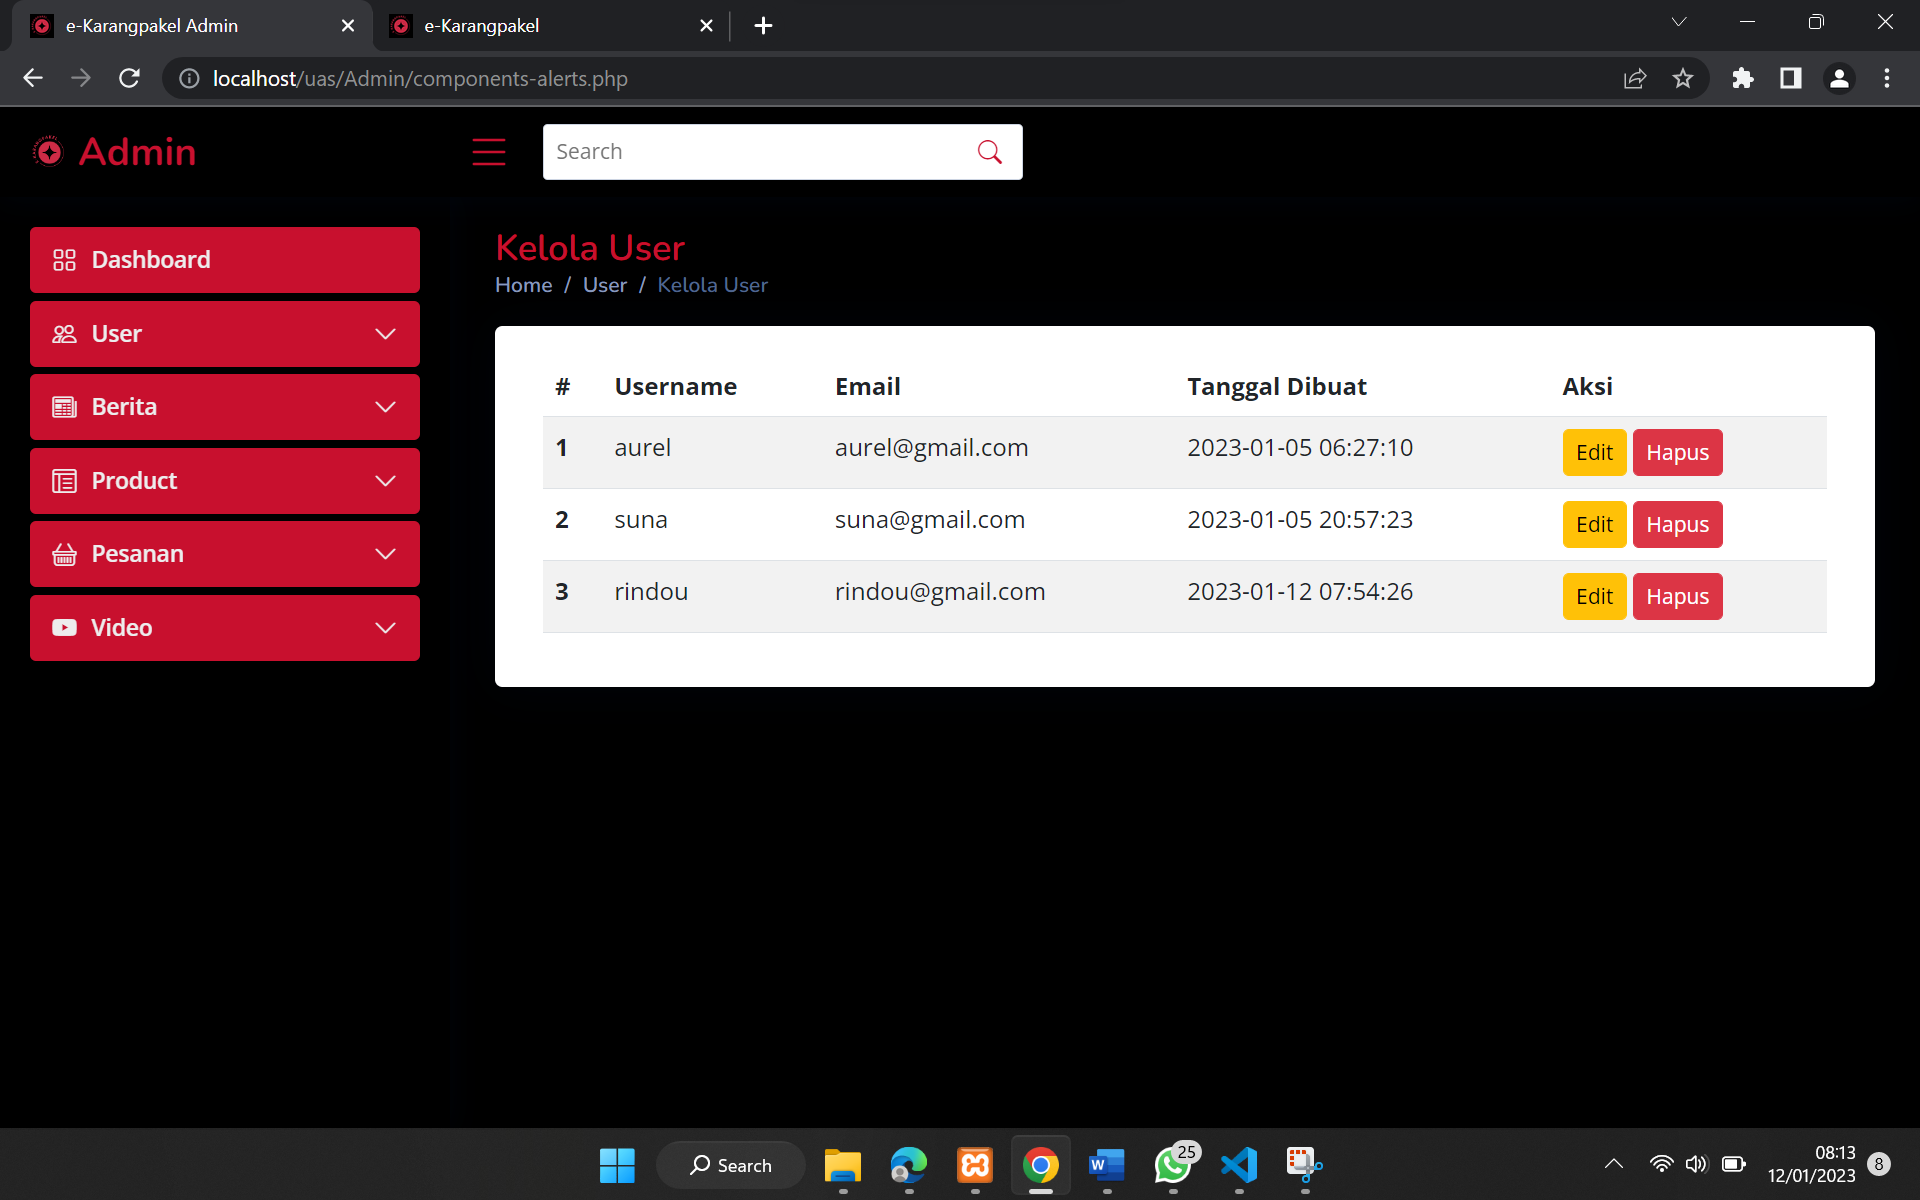 e-Karangpakel Admin
e-Karangpakel
localhost/uas/Admin/components-alerts.php
Admin
Search
Dashboard
User
Berita
Product
Pesanan
Video
Kelola User
Home / User / Kelola User
# Username Email Tanggal Dibuat Aksi
1 aurel aurel@gmail.com 2023-01-05 06:27:10 Edit Hapus
2 suna suna@gmail.com 2023-01-05 20:57:23 Edit Hapus
3 rindou rindou@gmail.com 2023-01-12 07:54:26 Edit Hapus
Search
W
25
08:13
12/01/2023
8